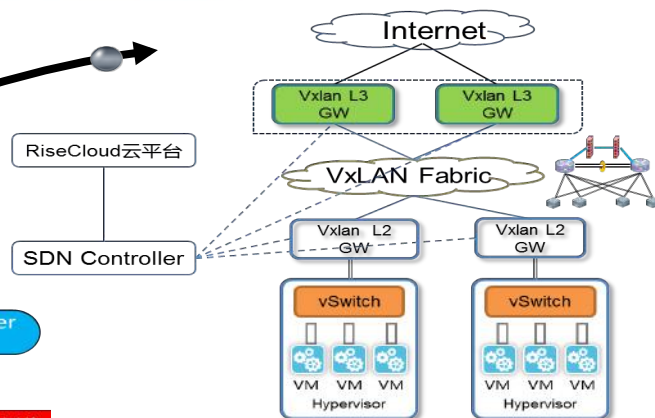 Internet
Vxlan L3
GW
Vxlan L3
GW
RiseCloud云平台
VxLAN Fabric
SDN Controller
Vxlan L2
GW
Vxlan L2
GW
vSwitch
vSwitch
VM VM VM
VM VM VM
Hypervisor
Hypervisor